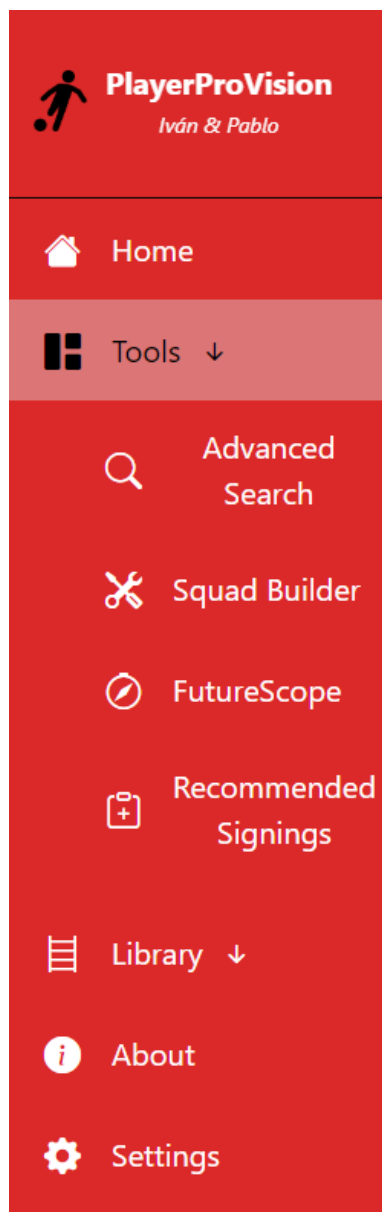 PlayerProVision
Iván & Pablo
Home
Tools ↓
Advanced
Search
Squad Builder
FutureScope
Recommended
Signings
Library ↓
About
Settings